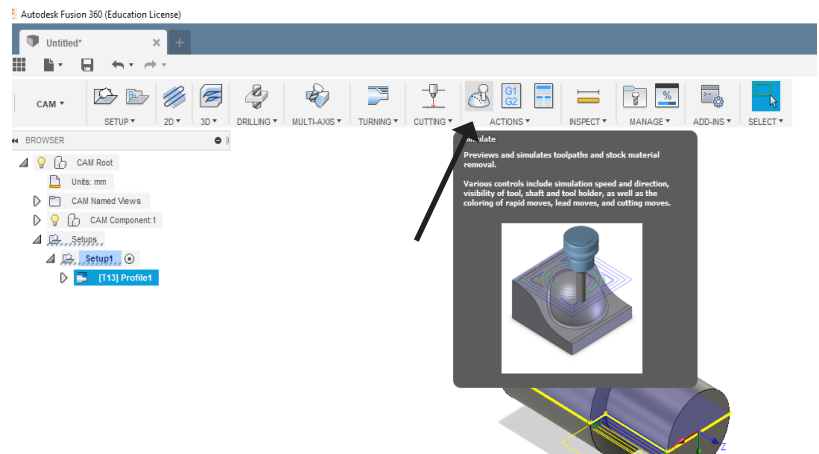 Autodesk Fusion 360 (Education License)
Untitled*
CAM
SETUP
2D
3D
DRILLING
MULTI-AXIS
TURNING
CUTTING
G1
G2
ACTIONS
INSPECT
%
MANAGE
ADD-INS
SELECT
BROWSER
Simulate
Previews and simulates toolpaths and stock material
removal.
Various controls include simulation speed and direction,
visibility of tool, shaft and tool holder, as well as the
coloring of rapid moves, lead moves, and cutting moves.
CAM Root
Units: mm
CAM Named Views
CAM Component:1
Setups
Setup1
[T13] Profile1
Z